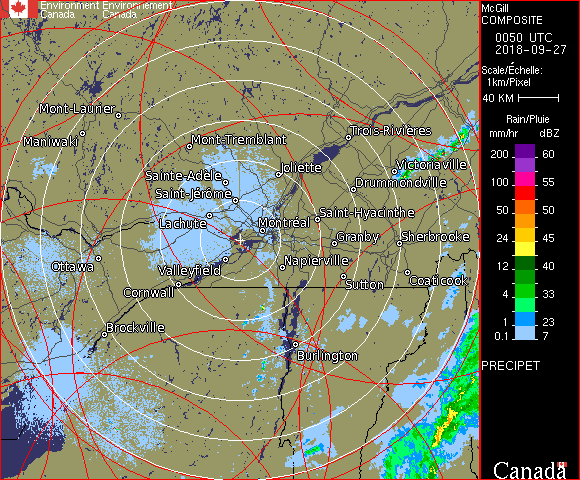 Environment Environnement
Canada Canada
McGill
COMPOSITE
0050 UTC
2018-09-27
Scale/Échelle:
1km/Pixel
40 KM
Rain/Pluie
mm/hr dBZ
200 60
100 55
50 50
24 45
12 40
4 33
1 23
0.1 7
PRECIPET
Canada
Mont-Laurier
Maniwaki
Mont-Tremblant
Trois-Rivières
Sainte-Adèle
Joliette
Victoriaville
Saint-Jérôme
Drummondville
Lachute
Montréal
Saint-Hyacinthe
Granby
Sherbrooke
Ottawa
Valleyfield
Napierville
Cornwall
Sutton
Coaticook
Brockville
Burlington